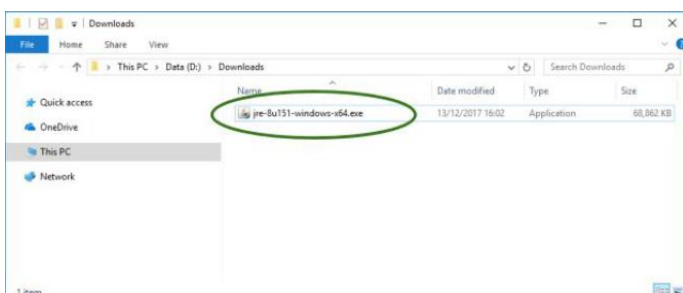 Downloads
File Home Share View
This PC > Data (D:) > Downloads
Search Downloads
Name Date modified Type Size
Quick access
jre-8u151-windows-x64.exe 13/12/2017 16:02 Application 68,862 KB
OneDrive
This PC
Network
1 item